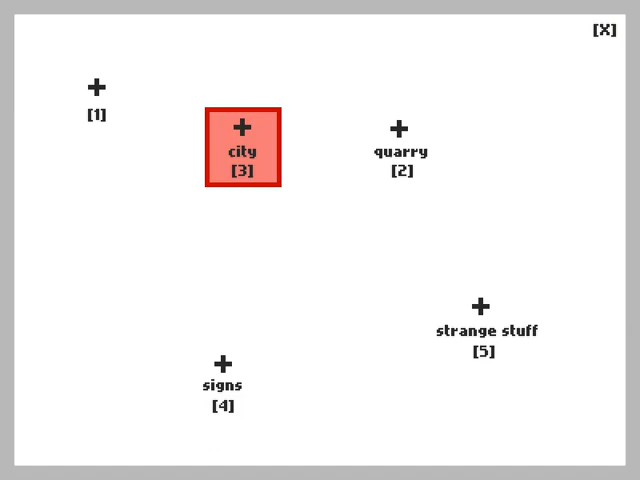 [X]
[1]
city
[3]
quarry
[2]
strange stuff
[5]
signs
[4]